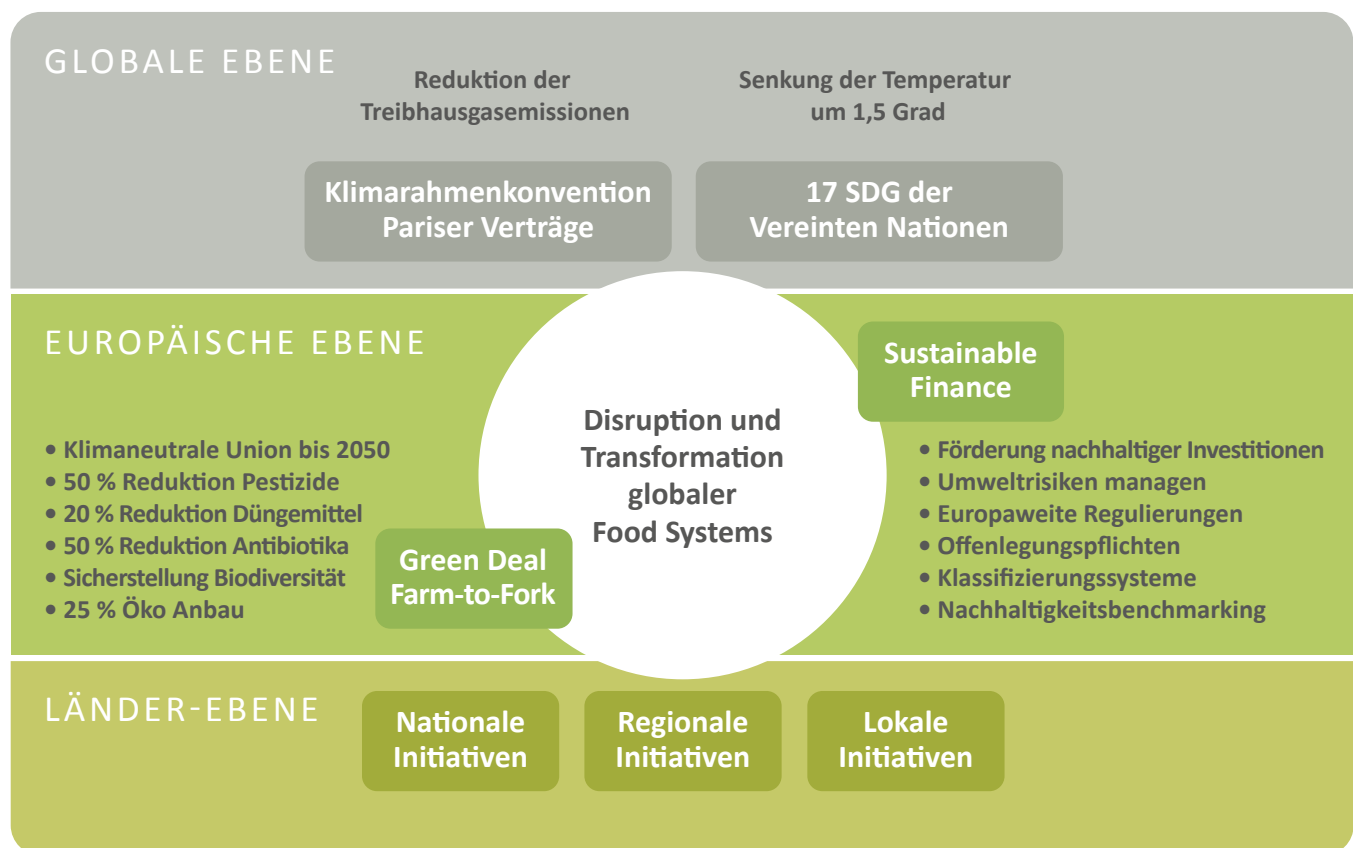 GLOBALE EBENE
Reduktion der
Treibhausgasemissionen
Senkung der Temperatur
um 1,5 Grad
Klimarahmenkonvention
Pariser Verträge
17 SDG der
Vereinten Nationen
EUROPÄISCHE EBENE
• Klimaneutrale Union bis 2050
• 50 % Reduktion Pestizide
• 20 % Reduktion Düngemittel
• 50 % Reduktion Antibiotika
• Sicherstellung Biodiversität
• 25 % Öko Anbau
Green Deal
Farm-to-Fork
Disruption und
Transformation
globaler
Food Systems
Sustainable
Finance
• Förderung nachhaltiger Investitionen
• Umweltrisiken managen
• Europaweite Regulierungen
• Offenlegungspflichten
• Klassifizierungssysteme
• Nachhaltigkeitsbenchmarking
LÄNDER-EBENE
Nationale
Initiativen
Regionale
Initiativen
Lokale
Initiativen